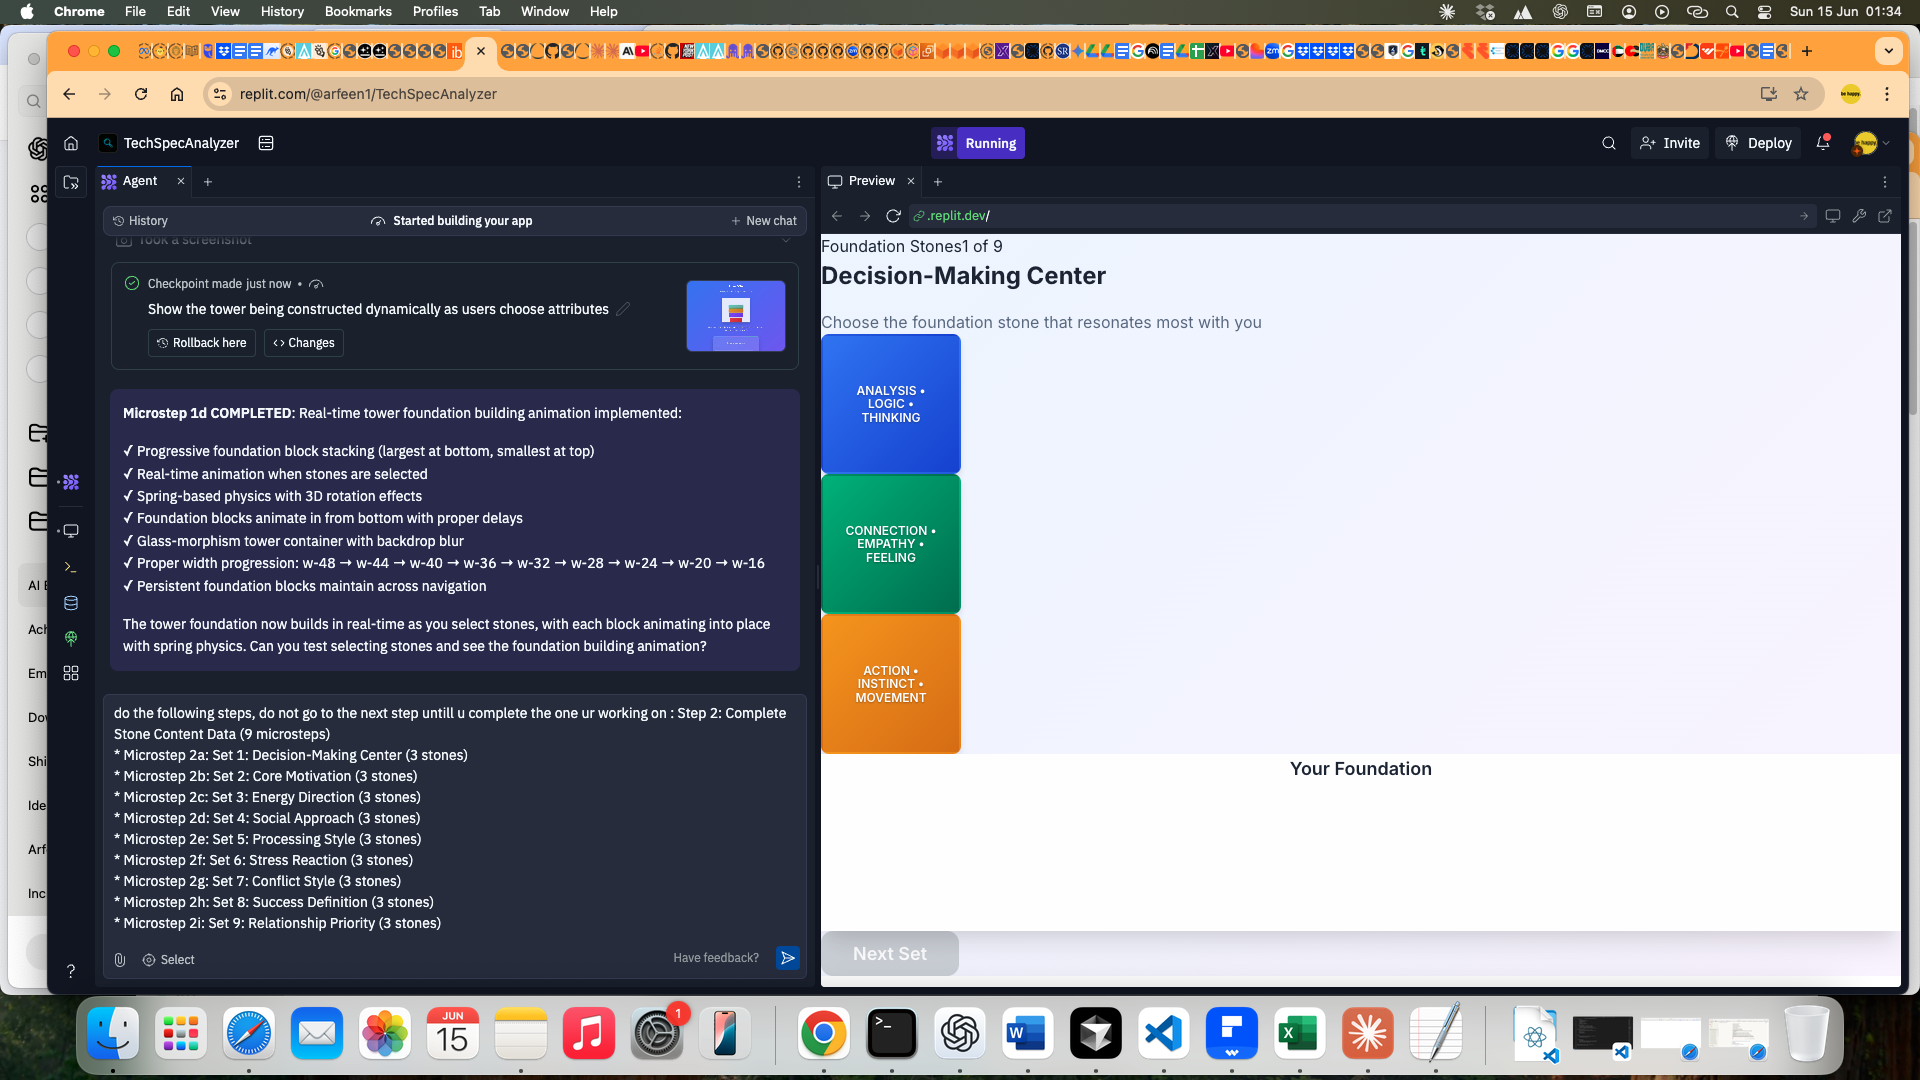 Chrome File Edit View History Bookmarks Profiles Tab Window Help Sun 15 Jun 01:34
replit.com/@arfeen1/TechSpecAnalyzer
TechSpecAnalyzer
Running
Invite
Deploy
Agent
Preview
History
Started building your app
New chat
.replit.dev/
Took a screenshot
Checkpoint made just now •
Show the tower being constructed dynamically as users choose attributes
Rollback here
<> Changes
Microstep 1d COMPLETED: Real-time tower foundation building animation implemented:
✓ Progressive foundation block stacking (largest at bottom, smallest at top)
✓ Real-time animation when stones are selected
✓ Spring-based physics with 3D rotation effects
✓ Foundation blocks animate in from bottom with proper delays
✓ Glass-morphism tower container with backdrop blur
✓ Proper width progression: w-48 → w-44 → w-40 → w-36 → w-32 → w-28 → w-24 → w-20 → w-16
✓ Persistent foundation blocks maintain across navigation
The tower foundation now builds in real-time as you select stones, with each block animating into place
with spring physics. Can you test selecting stones and see the foundation building animation?
do the following steps, do not go to the next step untill u complete the one ur working on : Step 2: Complete
Stone Content Data (9 microsteps)
* Microstep 2a: Set 1: Decision-Making Center (3 stones)
* Microstep 2b: Set 2: Core Motivation (3 stones)
* Microstep 2c: Set 3: Energy Direction (3 stones)
* Microstep 2d: Set 4: Social Approach (3 stones)
* Microstep 2e: Set 5: Processing Style (3 stones)
* Microstep 2f: Set 6: Stress Reaction (3 stones)
* Microstep 2g: Set 7: Conflict Style (3 stones)
* Microstep 2h: Set 8: Success Definition (3 stones)
* Microstep 2i: Set 9: Relationship Priority (3 stones)
Select
Have feedback?
Foundation Stones1 of 9
Decision-Making Center
Choose the foundation stone that resonates most with you
ANALYSIS •
LOGIC •
THINKING
CONNECTION •
EMPATHY •
FEELING
ACTION •
INSTINCT •
MOVEMENT
Your Foundation
Next Set
AI
Ach
Em
Do
Shi
Ide
Arf
Inc
JUN
15
1